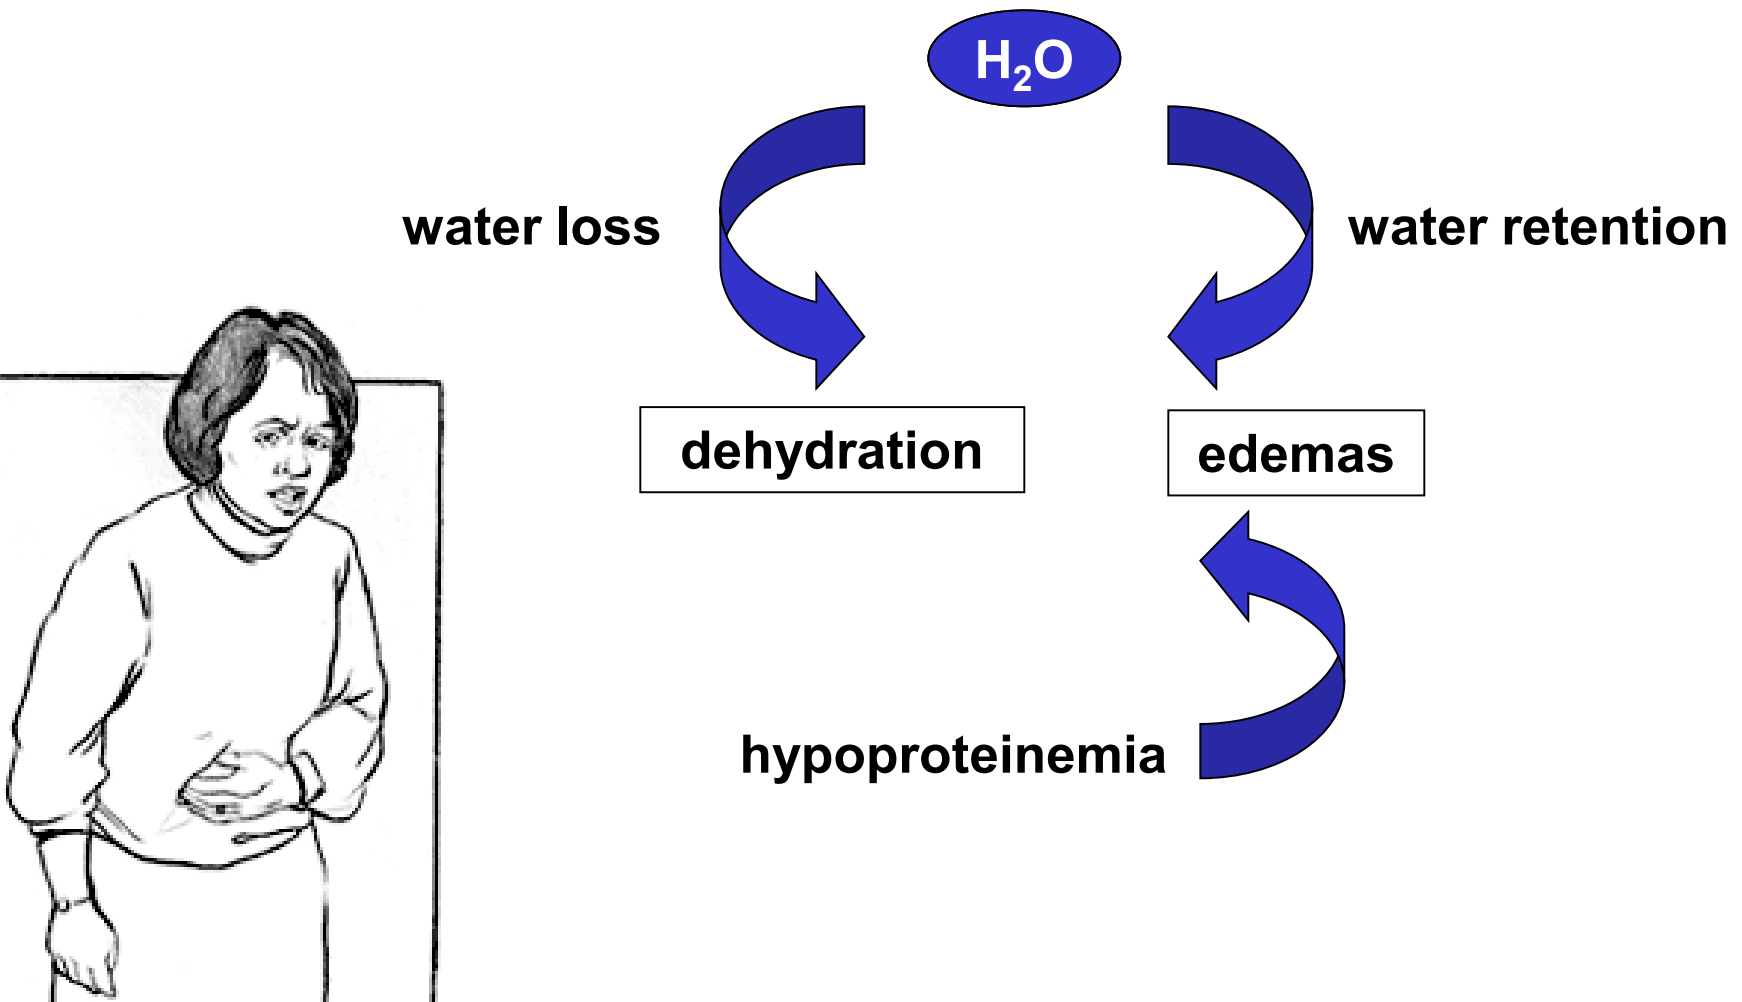 H₂O
water loss
water retention
dehydration
edemas
hypoproteinemia